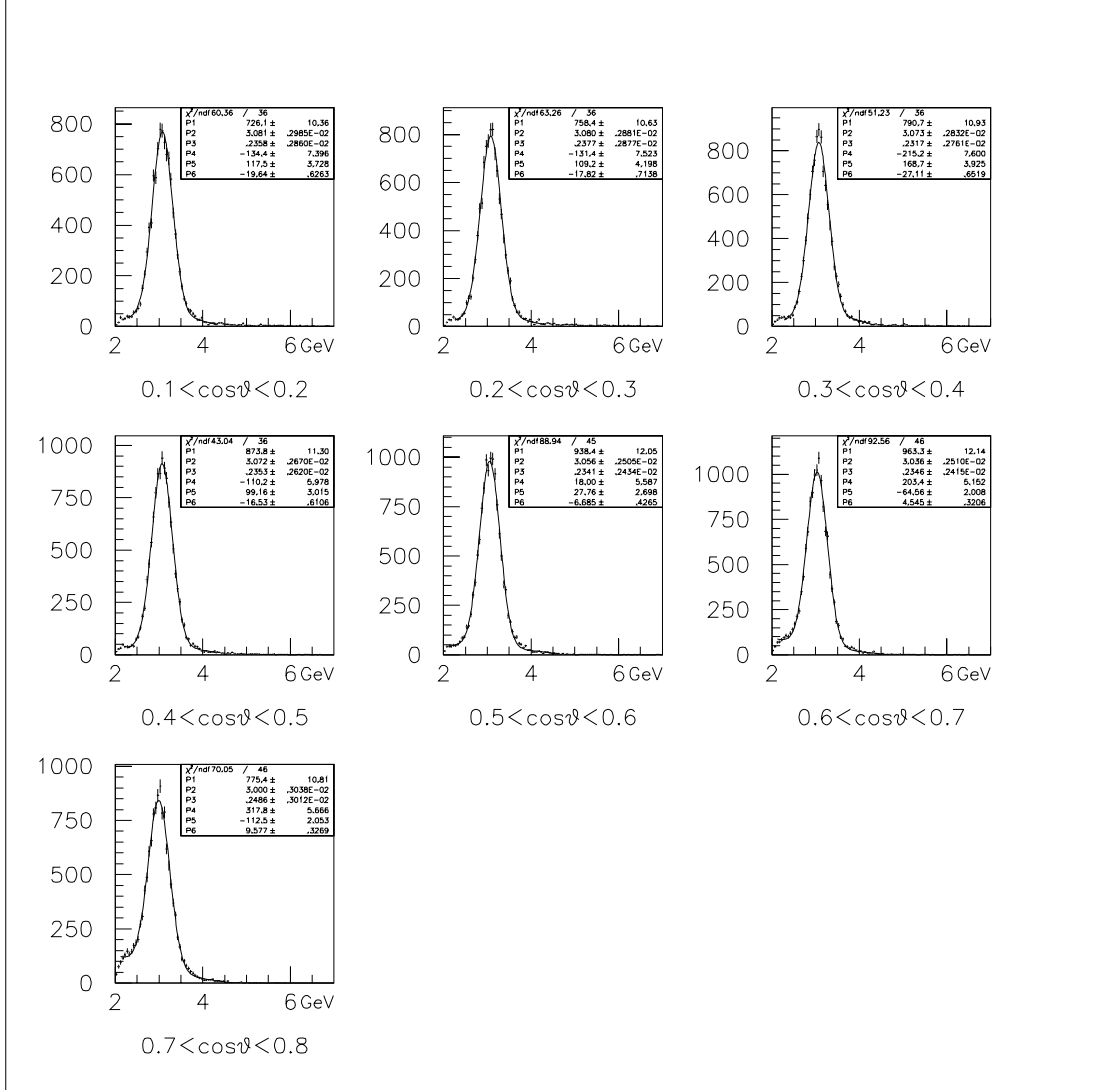 χ²/ndf 60.36 / 36
P1 726.1 ± 10.36
P2 3.081 ± .2985E-02
P3 .2358 ± .2860E-02
P4 -134.4 ± 7.396
P5 117.5 ± 3.728
P6 -19.64 ± .6263
800
600
400
200
0
2 4 6 GeV
0.1<cosϑ<0.2
χ²/ndf 63.26 / 36
P1 758.4 ± 10.63
P2 3.080 ± .2881E-02
P3 .2377 ± .2877E-02
P4 -131.4 ± 7.523
P5 109.2 ± 4.198
P6 -17.82 ± .7138
800
600
400
200
0
2 4 6 GeV
0.2<cosϑ<0.3
χ²/ndf 51.23 / 36
P1 790.7 ± 10.93
P2 3.073 ± .2832E-02
P3 .2317 ± .2761E-02
P4 -215.2 ± 7.600
P5 168.7 ± 3.925
P6 -27.11 ± .6519
800
600
400
200
0
2 4 6 GeV
0.3<cosϑ<0.4
χ²/ndf 43.04 / 36
P1 873.8 ± 11.30
P2 3.072 ± .2670E-02
P3 .2353 ± .2620E-02
P4 -110.2 ± 5.978
P5 99.16 ± 3.015
P6 -16.53 ± .6106
1000
750
500
250
0
2 4 6 GeV
0.4<cosϑ<0.5
χ²/ndf 88.94 / 45
P1 938.4 ± 12.05
P2 3.056 ± .2505E-02
P3 .2341 ± .2434E-02
P4 18.00 ± 5.587
P5 27.76 ± 2.698
P6 -6.685 ± .4265
1000
750
500
250
0
2 4 6 GeV
0.5<cosϑ<0.6
χ²/ndf 92.56 / 46
P1 963.3 ± 12.14
P2 3.036 ± .2510E-02
P3 .2346 ± .2415E-02
P4 203.4 ± 5.152
P5 -64.56 ± 2.008
P6 4.545 ± .3206
1000
750
500
250
0
2 4 6 GeV
0.6<cosϑ<0.7
χ²/ndf 70.05 / 46
P1 775.4 ± 10.81
P2 3.000 ± .3038E-02
P3 .2486 ± .3012E-02
P4 317.8 ± 5.666
P5 -112.5 ± 2.053
P6 9.577 ± .3269
1000
750
500
250
0
2 4 6 GeV
0.7<cosϑ<0.8